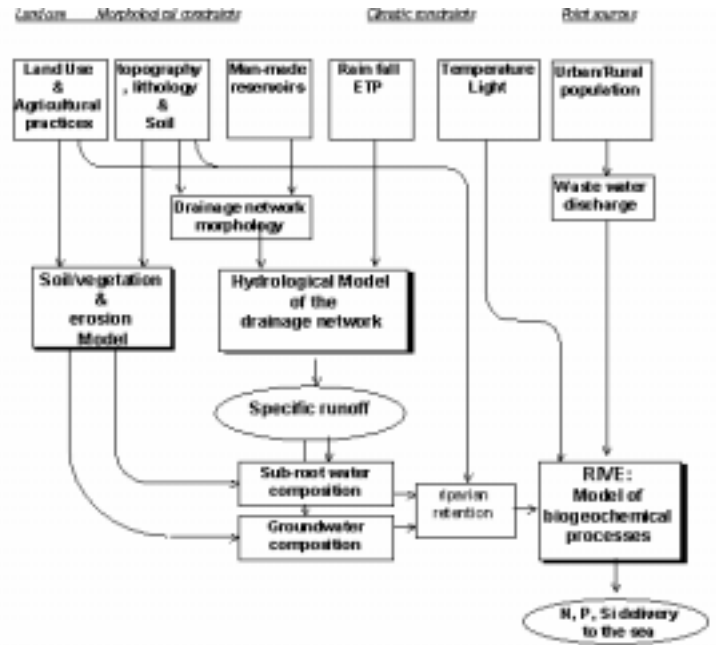 Land use Morphological constraints Climatic constraints Point sources
Land Use
&
Agricultural
practices
topography
, lithology
&
Soil
Man-made
reservoirs
Rain fall
ETP
Temperature
Light
Urban/Rural
population
Waste water
discharge
Drainage network
morphology
Soil/vegetation
&
erosion
Model
Hydrological Model
of the
drainage network
Specific runoff
Sub-root water
composition
Groundwater
composition
riparian
retention
RIVE:
Model of
biogeochemical
processes
N, P, Si delivery
to the sea